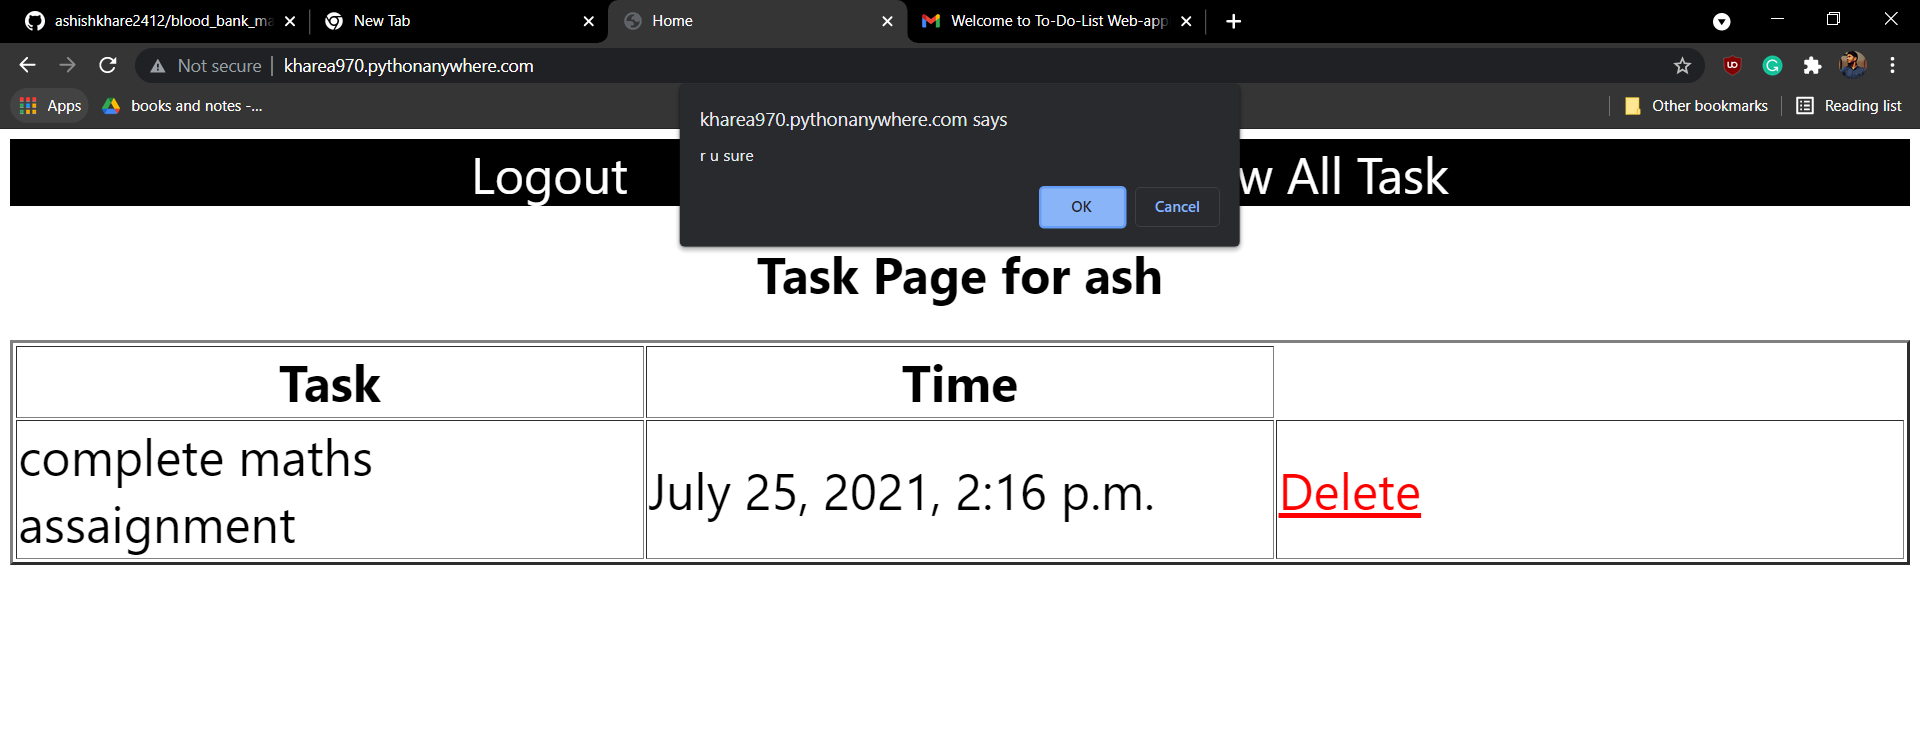 ashishkhare2412/blood_bank_ma
New Tab
Home
Welcome to To-Do-List Web-app
Not secure
kharea970.pythonanywhere.com
Apps
books and notes -...
Other bookmarks
Reading list
kharea970.pythonanywhere.com says
r u sure
OK
Cancel
Logout
w All Task
Task Page for ash
Task
Time
complete maths
assaignment
July 25, 2021, 2:16 p.m.
Delete